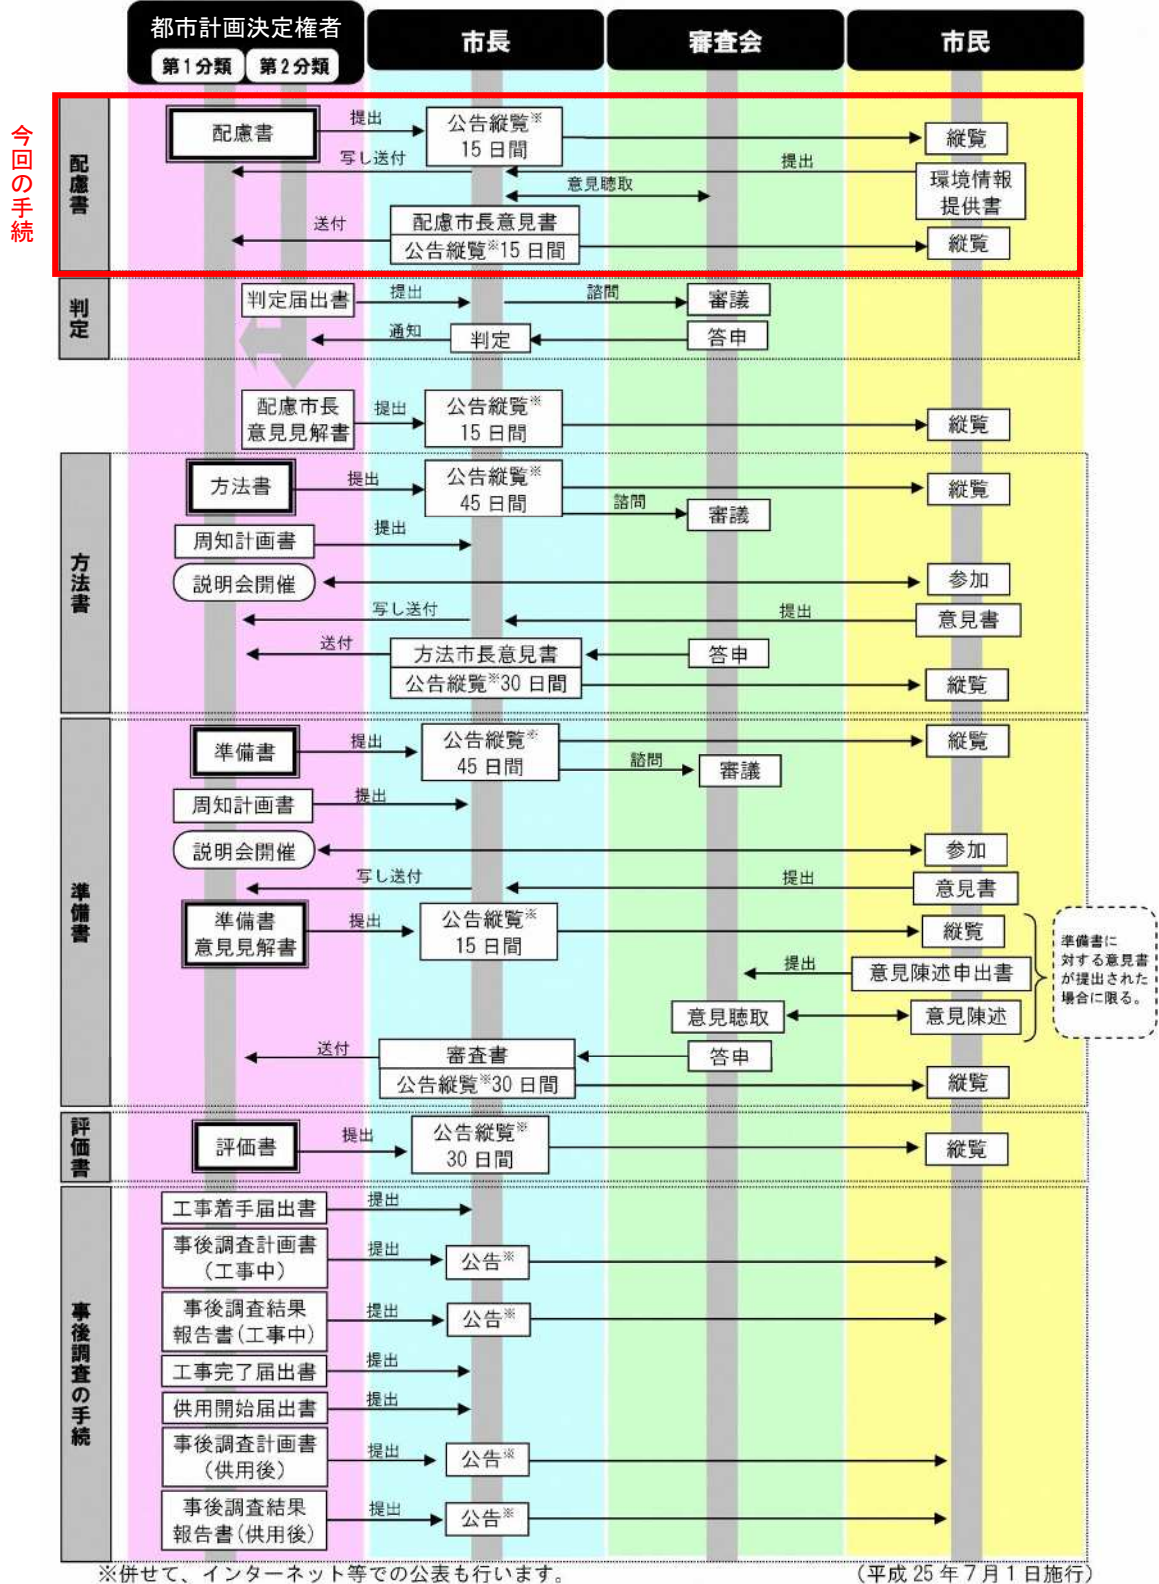 都市計画決定権者
第1分類 第2分類
市長
審査会
市民
今回の手続
配慮書
配慮書
提出
公告縦覧※
15日間
縦覧
写し送付
提出
環境情報
提供書
意見聴取
送付
配慮市長意見書
公告縦覧※15日間
縦覧
判定
判定届出書
提出
諮問
審議
通知
判定
答申
配慮市長
意見見解書
提出
公告縦覧※
15日間
縦覧
方法書
方法書
提出
公告縦覧※
45日間
縦覧
諮問
審議
周知計画書
提出
説明会開催
参加
写し送付
提出
意見書
送付
方法市長意見書
答申
公告縦覧※30日間
縦覧
準備書
準備書
提出
公告縦覧※
45日間
縦覧
諮問
審議
周知計画書
提出
説明会開催
参加
写し送付
提出
意見書
準備書
意見見解書
提出
公告縦覧※
15日間
縦覧
提出
意見陳述申出書
意見聴取
意見陳述
準備書に
対する意見書
が提出された
場合に限る。
送付
審査書
答申
公告縦覧※30日間
縦覧
評価書
評価書
提出
公告縦覧※
30日間
縦覧
事後調査の手続
工事着手届出書
提出
事後調査計画書
(工事中)
提出
公告※
事後調査結果
報告書(工事中)
提出
公告※
工事完了届出書
提出
供用開始届出書
提出
事後調査計画書
(供用後)
提出
公告※
事後調査結果
報告書(供用後)
提出
公告※
※併せて、インターネット等での公表も行います。
(平成25年7月1日施行)